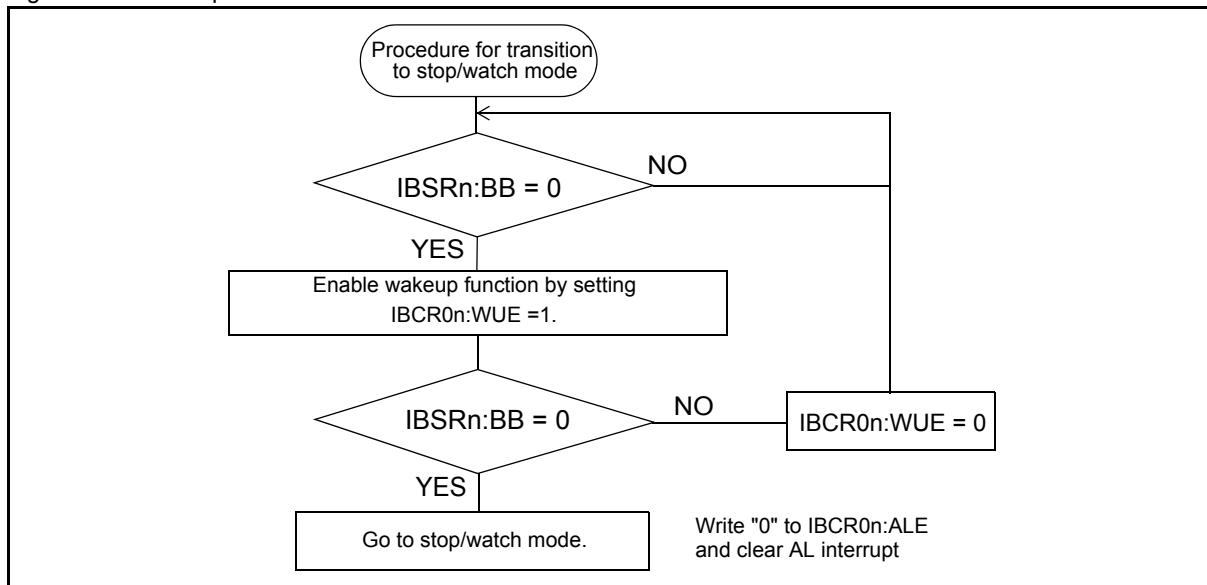 Procedure for transition
to stop/watch mode
IBSRn:BB = 0
NO
YES
Enable wakeup function by setting
IBCR0n:WUE =1.
IBSRn:BB = 0
NO
IBCR0n:WUE = 0
YES
Go to stop/watch mode.
Write "0" to IBCR0n:ALE
and clear AL interrupt